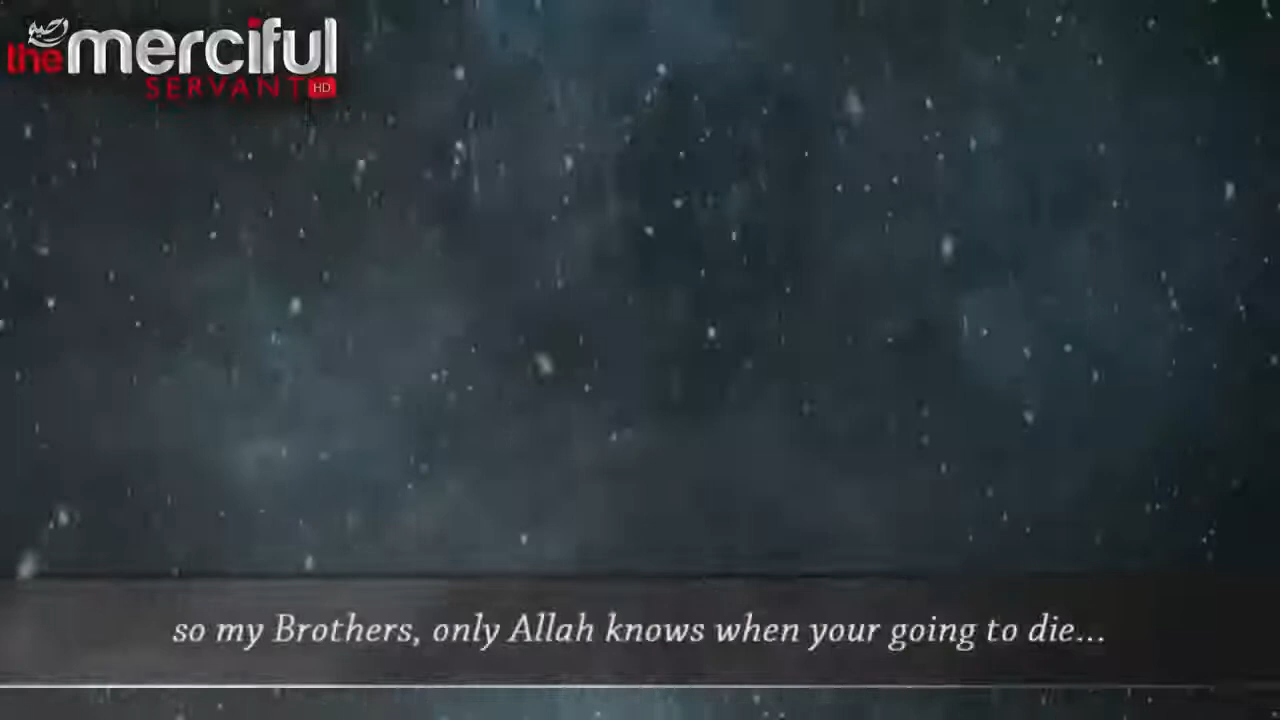 the merciful
SERVANT HD
so my Brothers, only Allah knows when your going to die...